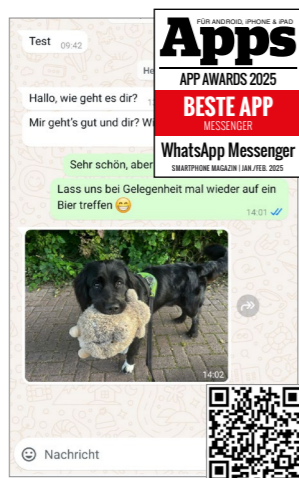 Test 09:42
FÜR ANDROID, iPHONE & iPAD
Apps
APP AWARDS 2025
BESTE APP
MESSENGER
WhatsApp Messenger
SMARTPHONE MAGAZIN | JAN./FEB. 2025
He
Hallo, wie geht es dir?
Mir geht's gut und dir? Wi
Sehr schön, aber
Lass uns bei Gelegenheit mal wieder auf ein
Bier treffen 😁
14:01
14:02
Nachricht